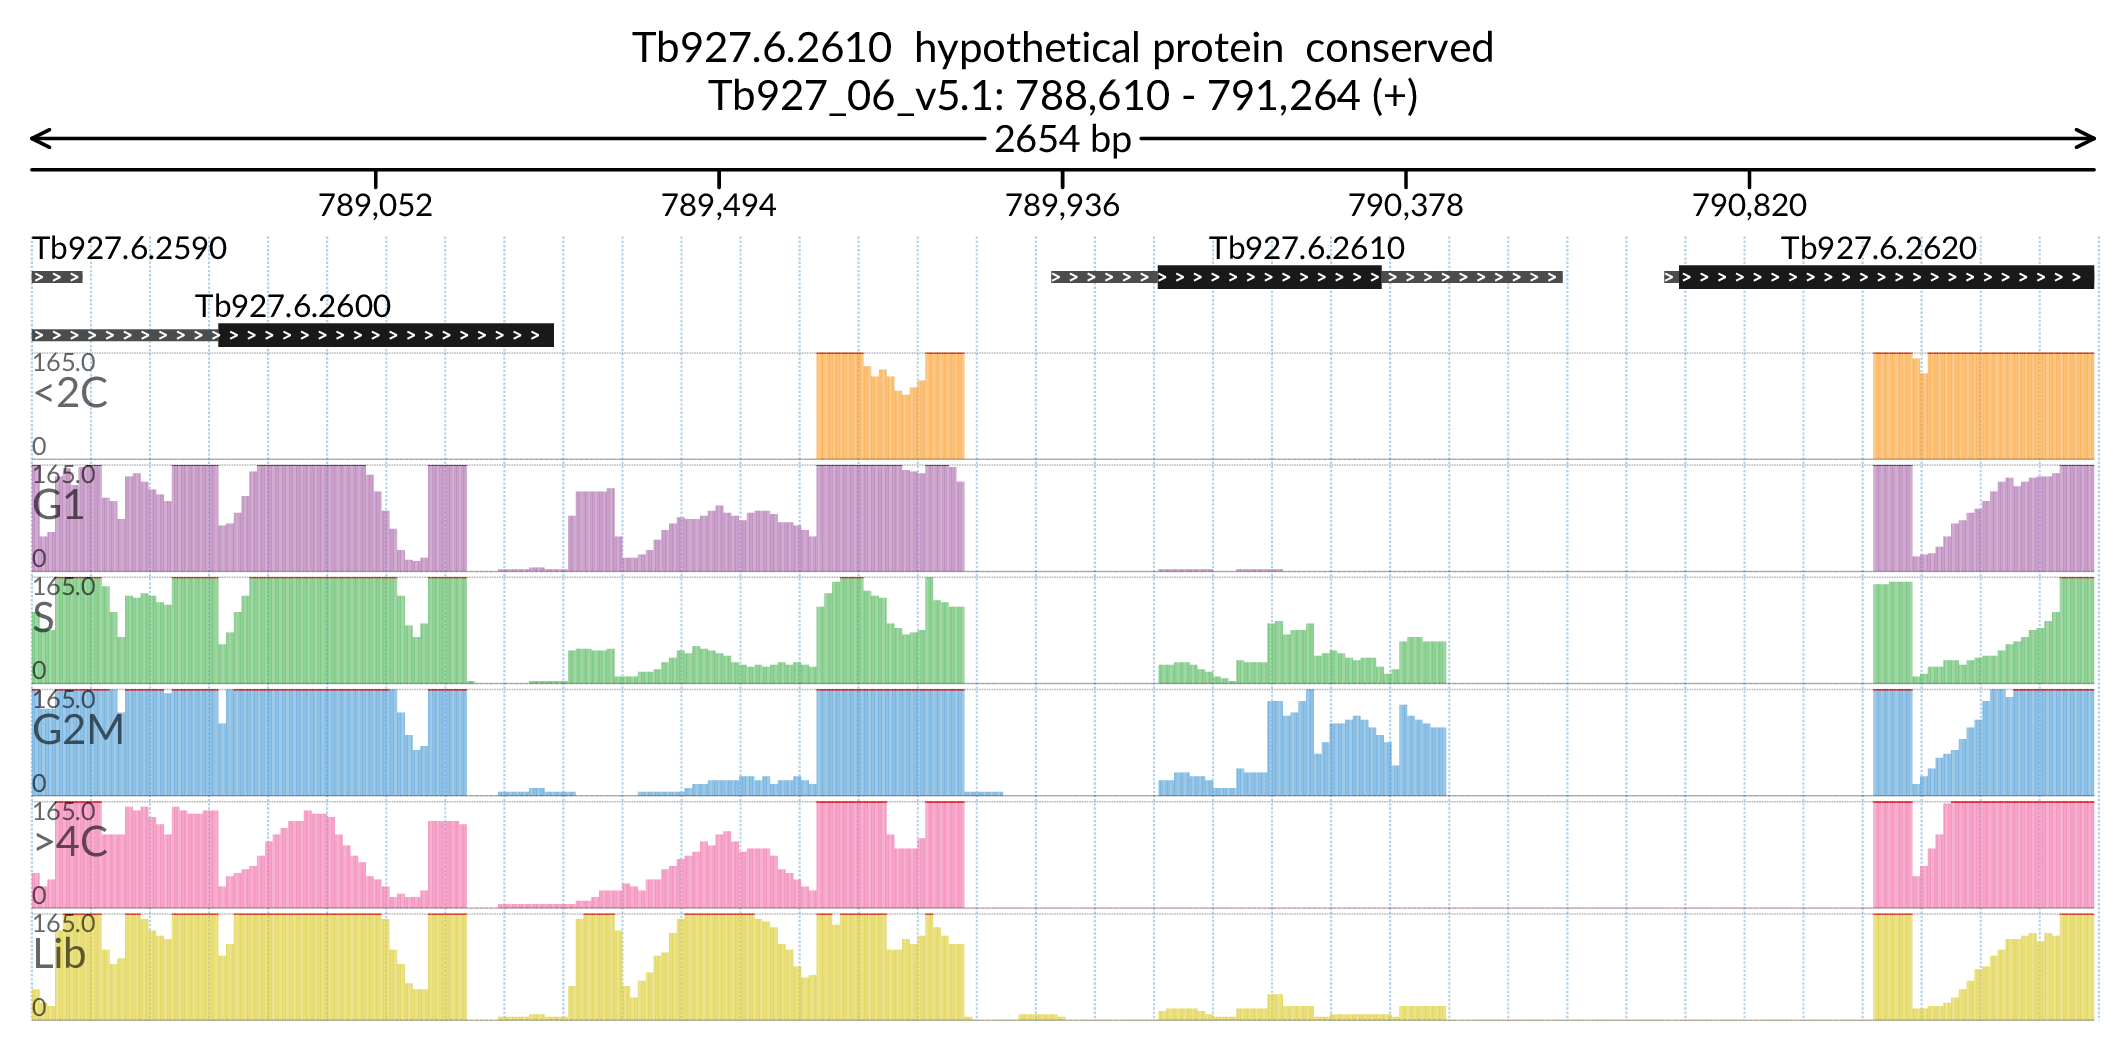 Tb927.6.2610  hypothetical protein  conserved
Tb927_06_v5.1: 788,610 - 791,264 (+)
2654 bp
789,052 789,494 789,936 790,378 790,820
Tb927.6.2590 Tb927.6.2610 Tb927.6.2620
Tb927.6.2600
165.0
<2C
0
165.0
G1
0
165.0
S
0
165.0
G2M
0
165.0
>4C
0
165.0
Lib
0